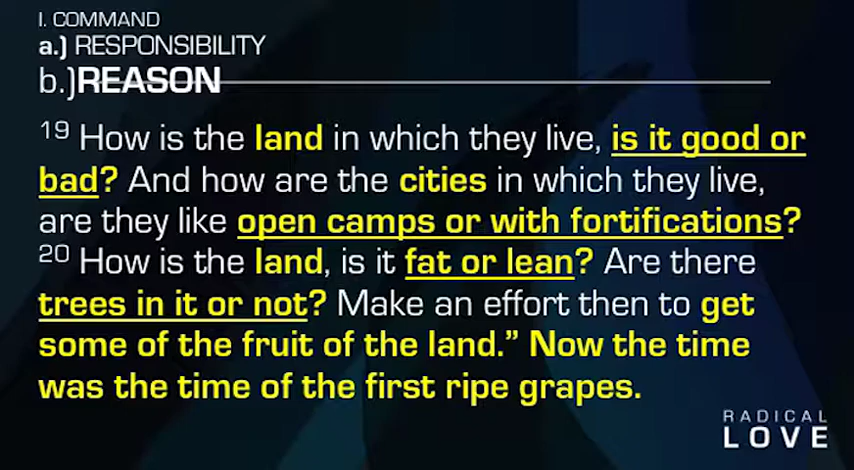 I. COMMAND
a.) RESPONSIBILITY
b.)REASON
19 How is the land in which they live, is it good or
bad? And how are the cities in which they live,
are they like open camps or with fortifications?
20 How is the land, is it fat or lean? Are there
trees in it or not? Make an effort then to get
some of the fruit of the land.” Now the time
was the time of the first ripe grapes.
RADICAL
LOVE